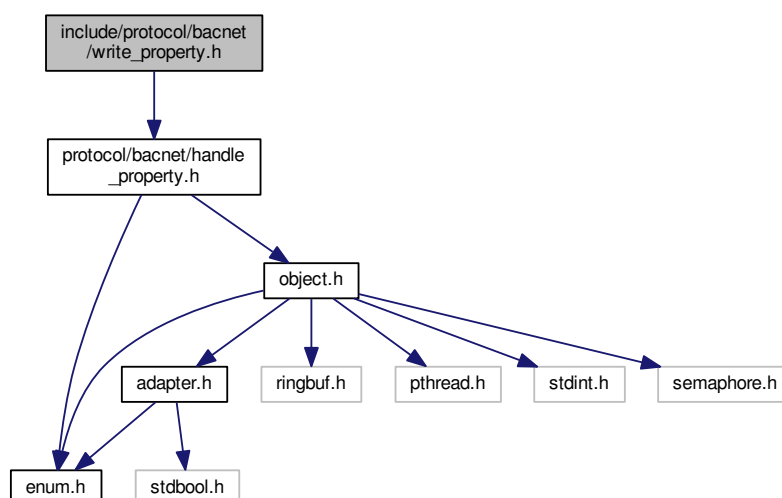 include/protocol/bacnet
/write_property.h
protocol/bacnet/handle
_property.h
object.h
adapter.h
ringbuf.h
pthread.h
stdint.h
semaphore.h
enum.h
stdbool.h